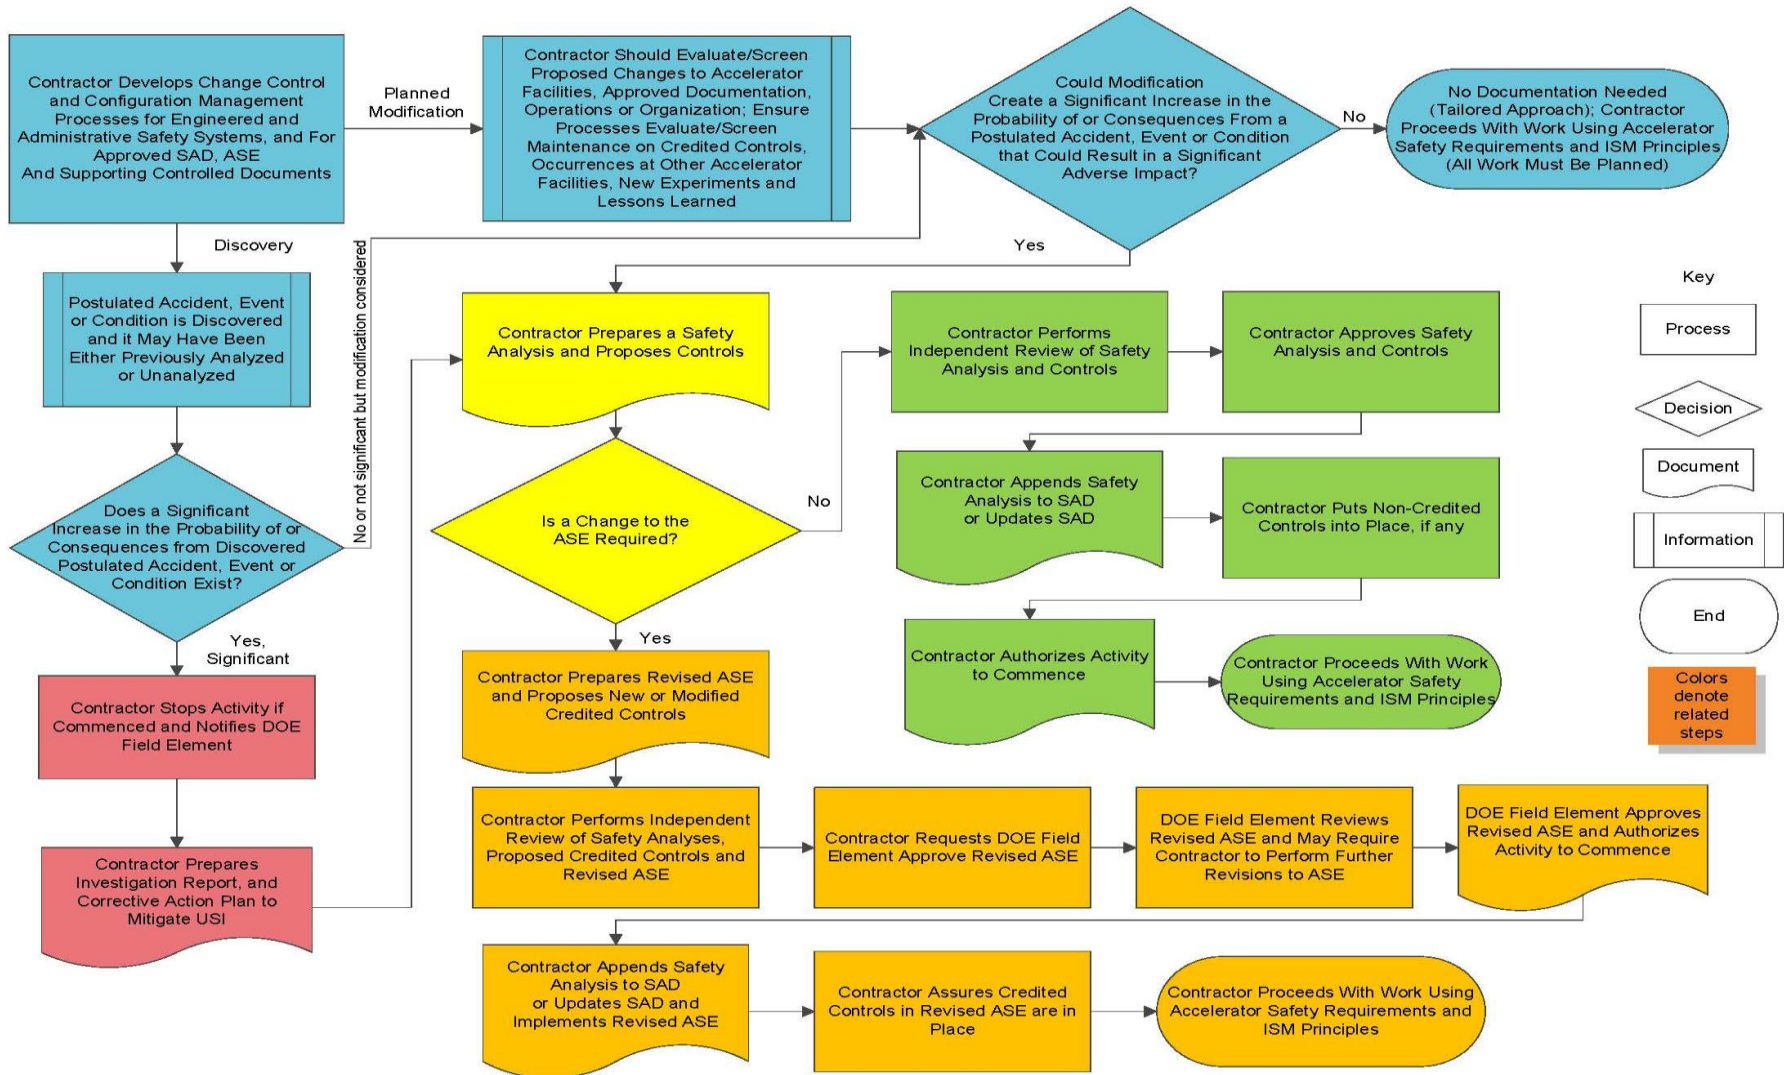 Contractor Develops Change Control
and Configuration Management
Processes for Engineered and
Administrative Safety Systems, and For
Approved SAD, ASE
And Supporting Controlled Documents
Planned
Modification
Contractor Should Evaluate/Screen
Proposed Changes to Accelerator
Facilities, Approved Documentation,
Operations or Organization; Ensure
Processes Evaluate/Screen
Maintenance on Credited Controls,
Occurrences at Other Accelerator
Facilities, New Experiments and
Lessons Learned
Could Modification
Create a Significant Increase in the
Probability of or Consequences From a
Postulated Accident, Event or Condition
that Could Result in a Significant
Adverse Impact?
No
No Documentation Needed
(Tailored Approach); Contractor
Proceeds With Work Using Accelerator
Safety Requirements and ISM Principles
(All Work Must Be Planned)
Discovery
No or not significant but modification considered
Yes
Postulated Accident, Event
or Condition is Discovered
and it May Have Been
Either Previously Analyzed
or Unanalyzed
Contractor Prepares a Safety
Analysis and Proposes Controls
Contractor Performs
Independent Review of Safety
Analysis and Controls
Contractor Approves Safety
Analysis and Controls
Key
Process
Decision
Document
Information
End
Colors
denote
related
steps
Does a Significant
Increase in the Probability of or
Consequences from Discovered
Postulated Accident, Event or
Condition Exist?
Is a Change to the
ASE Required?
No
Contractor Appends Safety
Analysis to SAD
or Updates SAD
Contractor Puts Non-Credited
Controls into Place, if any
Yes,
Significant
Yes
Contractor Authorizes Activity
to Commence
Contractor Proceeds With Work
Using Accelerator Safety
Requirements and ISM Principles
Contractor Stops Activity if
Commenced and Notifies DOE
Field Element
Contractor Prepares Revised ASE
and Proposes New or Modified
Credited Controls
Contractor Prepares
Investigation Report, and
Corrective Action Plan to
Mitigate USI
Contractor Performs Independent
Review of Safety Analyses,
Proposed Credited Controls and
Revised ASE
Contractor Requests DOE Field
Element Approve Revised ASE
DOE Field Element Reviews
Revised ASE and May Require
Contractor to Perform Further
Revisions to ASE
DOE Field Element Approves
Revised ASE and Authorizes
Activity to Commence
Contractor Appends Safety
Analysis to SAD
or Updates SAD and
Implements Revised ASE
Contractor Assures Credited
Controls in Revised ASE are in
Place
Contractor Proceeds With Work Using
Accelerator Safety Requirements and
ISM Principles